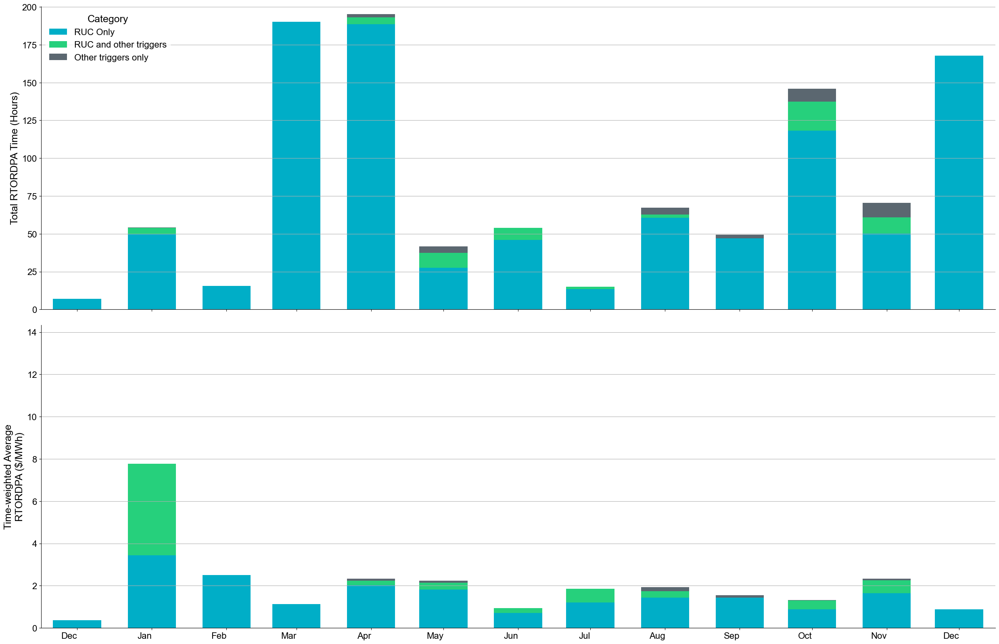 Total RTORDPA Time (Hours)
200
175
150
125
100
75
50
25
0
Category
RUC Only
RUC and other triggers
Other triggers only
Time-weighted Average
RTORDPA ($/MWh)
14
12
10
8
6
4
2
0
Dec
Jan
Feb
Mar
Apr
May
Jun
Jul
Aug
Sep
Oct
Nov
Dec